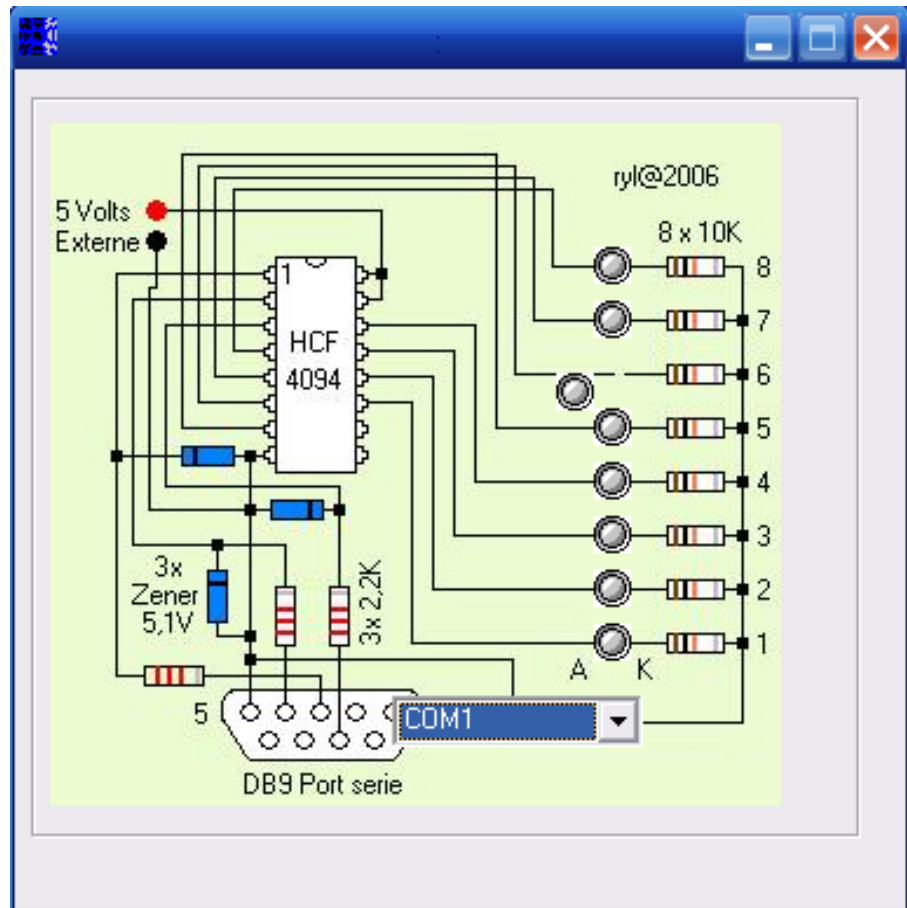 ryl@2006
5 Volts
Externe
8 x 10K
1
HCF
4094
8
7
6
5
4
3
2
1
3x
Zener
5,1V
3x 2,2K
A K
5
COM1
DB9 Port serie